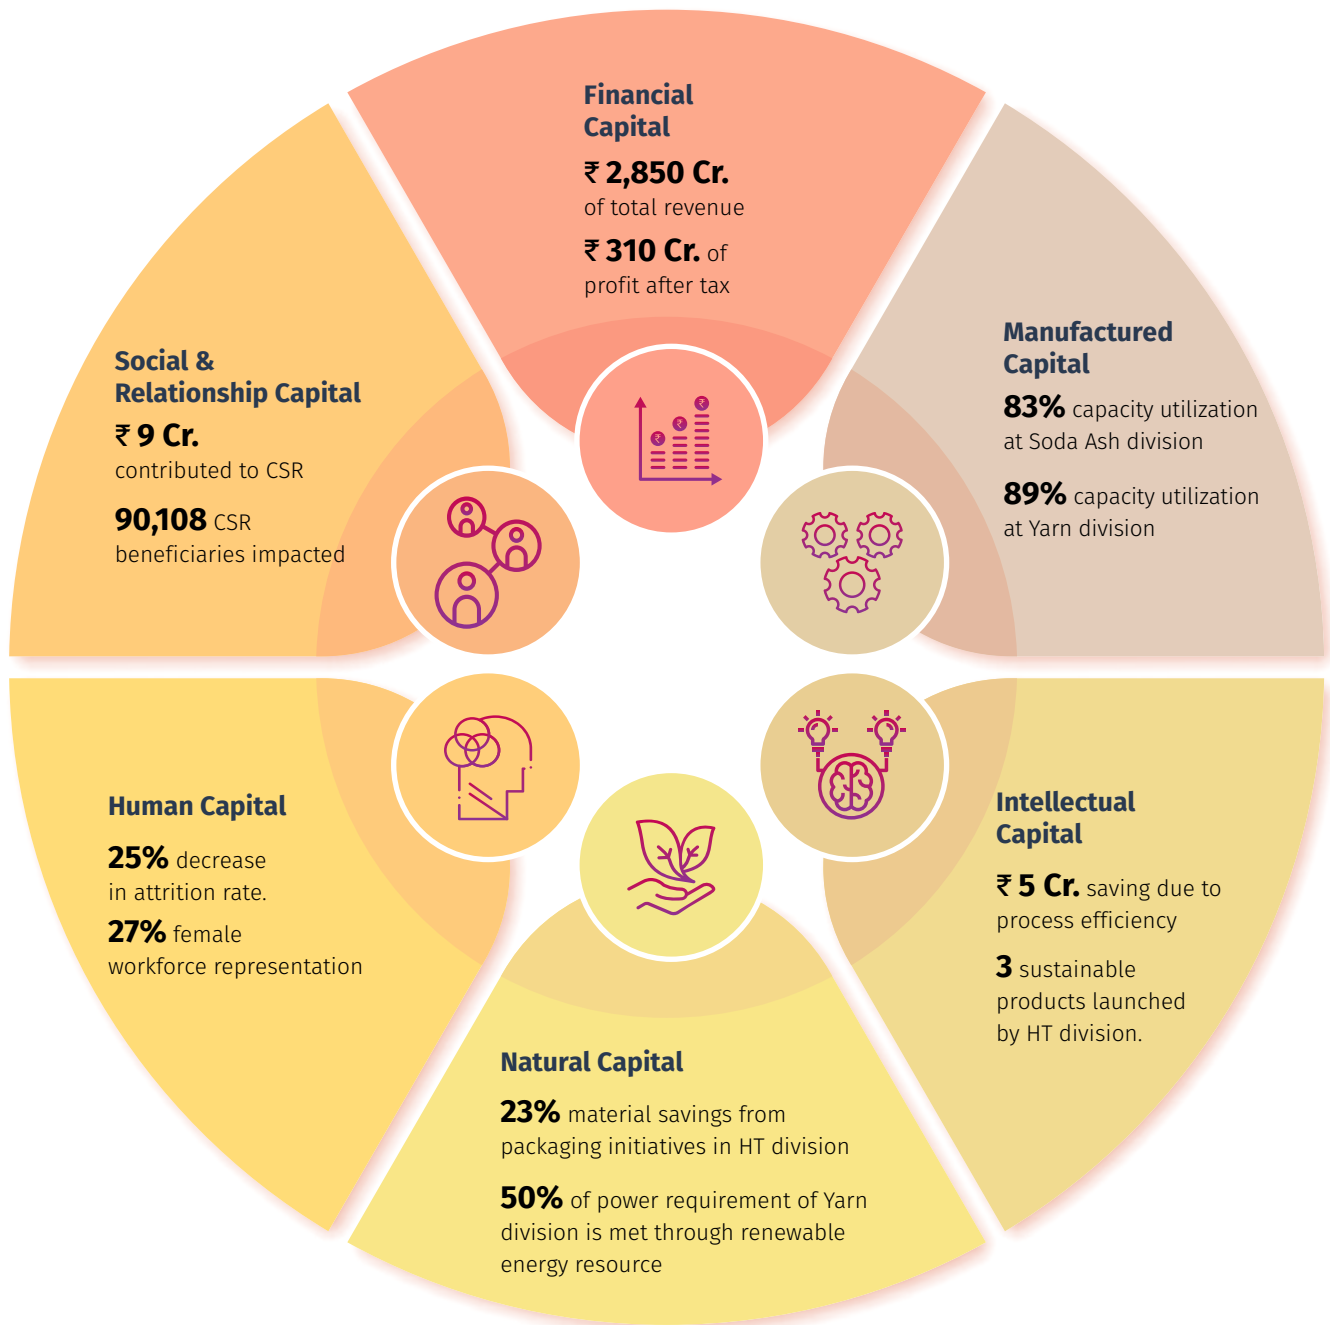 Financial
Capital
₹ 2,850 Cr.
of total revenue
₹ 310 Cr. of
profit after tax
Manufactured
Capital
83% capacity utilization
at Soda Ash division
89% capacity utilization
at Yarn division
Intellectual
Capital
₹ 5 Cr. saving due to
process efficiency
3 sustainable
products launched
by HT division.
Natural Capital
23% material savings from
packaging initiatives in HT division
50% of power requirement of Yarn
division is met through renewable
energy resource
Human Capital
25% decrease
in attrition rate.
27% female
workforce representation
Social &
Relationship Capital
₹ 9 Cr.
contributed to CSR
90,108 CSR
beneficiaries impacted
₹
₹
₹